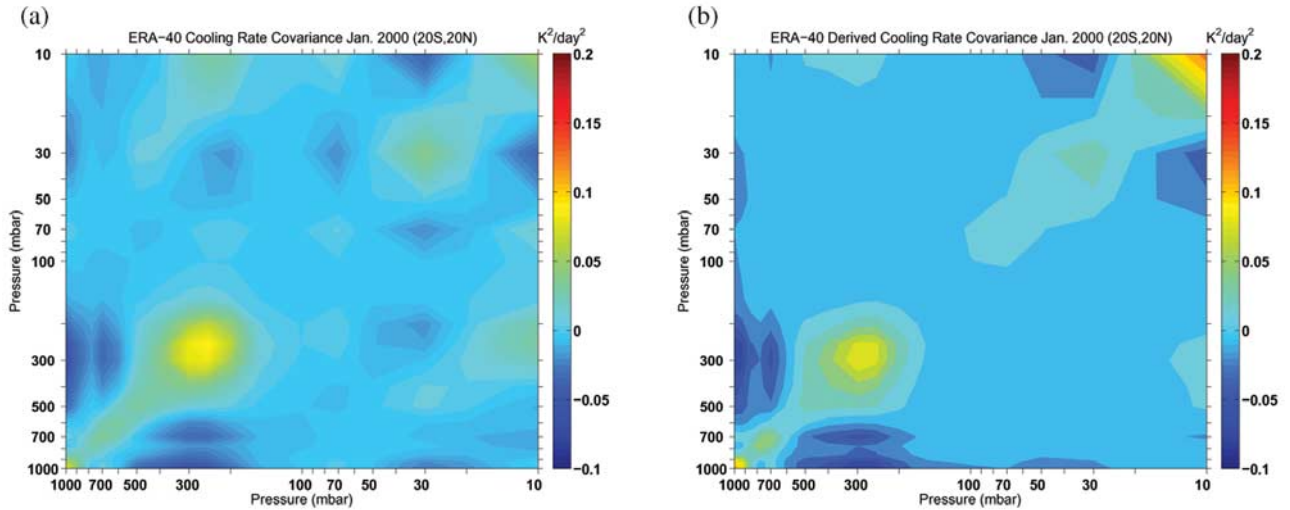 (a)
ERA-40 Cooling Rate Covariance Jan. 2000 (20S,20N)
K²/day²
10
30
50
70
100
300
500
700
1000
Pressure (mbar)
1000 700 500 300 100 70 50 30 10
Pressure (mbar)
0.2
0.15
0.1
0.05
0
-0.05
-0.1
(b)
ERA-40 Derived Cooling Rate Covariance Jan. 2000 (20S,20N)
K²/day²
10
30
50
70
100
300
500
700
1000
Pressure (mbar)
1000 700 300 100 70 50 30 10
Pressure (mbar)
0.2
0.15
0.1
0.05
0
-0.05
-0.1